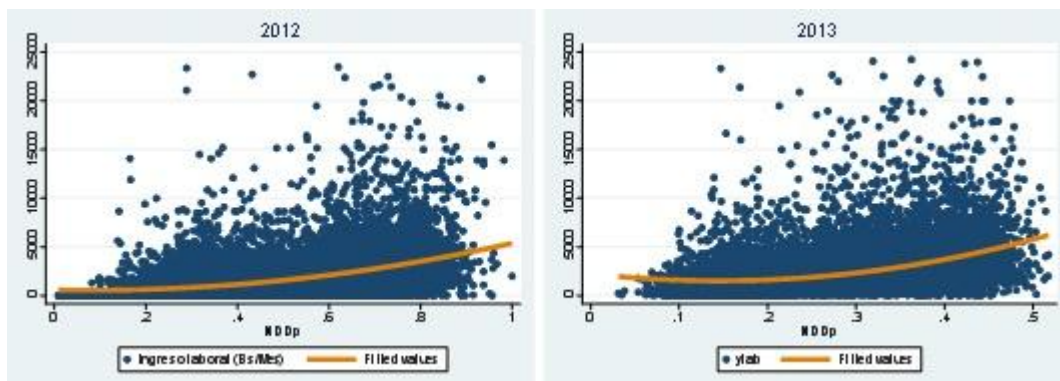 2012
25000
20000
15000
10000
5000
0
0 .2 .4 .6 .8 1
NDDp
Ingreso laboral (Bs/Mes) Fitted values
2013
25000
20000
15000
10000
5000
0
0 .1 .2 .3 .4 .5
NDDp
ylab Fitted values